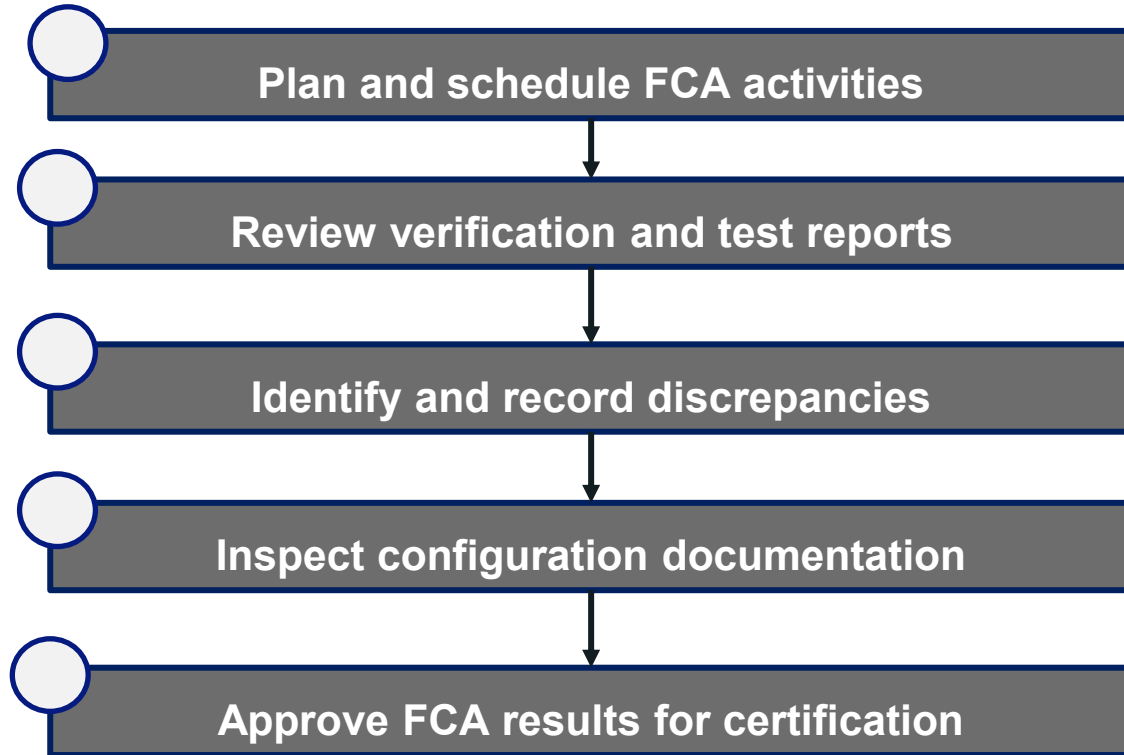 Plan and schedule FCA activities
Review verification and test reports
Identify and record discrepancies
Inspect configuration documentation
Approve FCA results for certification